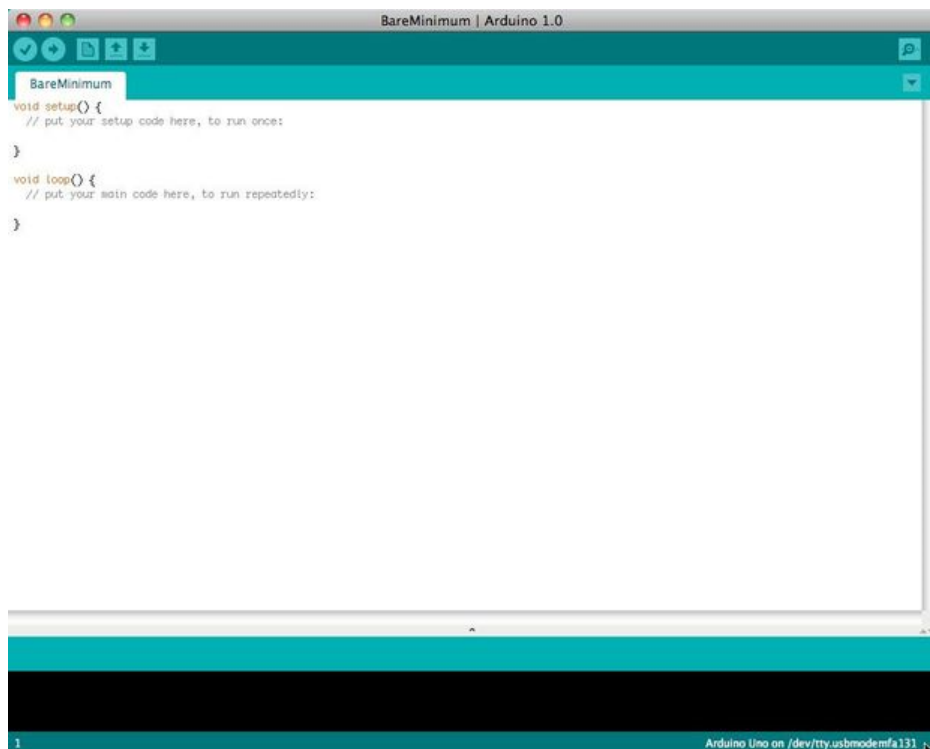 BareMinimum | Arduino 1.0
BareMinimum
void setup() {
// put your setup code here, to run once:
}
void loop() {
// put your main code here, to run repeatedly:
}
1
Arduino Uno on /dev/tty.usbmodemfa131